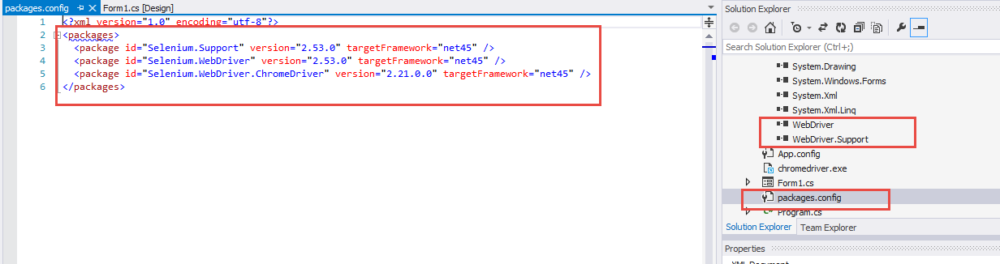 packages.config
Form1.cs [Design]
1 <?xml version="1.0" encoding="utf-8"?>
2 <packages>
3 <package id="Selenium.Support" version="2.53.0" targetFramework="net45" />
4 <package id="Selenium.WebDriver" version="2.53.0" targetFramework="net45" />
5 <package id="Selenium.WebDriver.ChromeDriver" version="2.21.0.0" targetFramework="net45" />
6 </packages>
Solution Explorer
Search Solution Explorer (Ctrl+;)
System.Drawing
System.Windows.Forms
System.Xml
System.Xml.Linq
WebDriver
WebDriver.Support
App.config
chromedriver.exe
Form1.cs
packages.config
C# Program.cs
Solution Explorer Team Explorer
Properties
XML Document